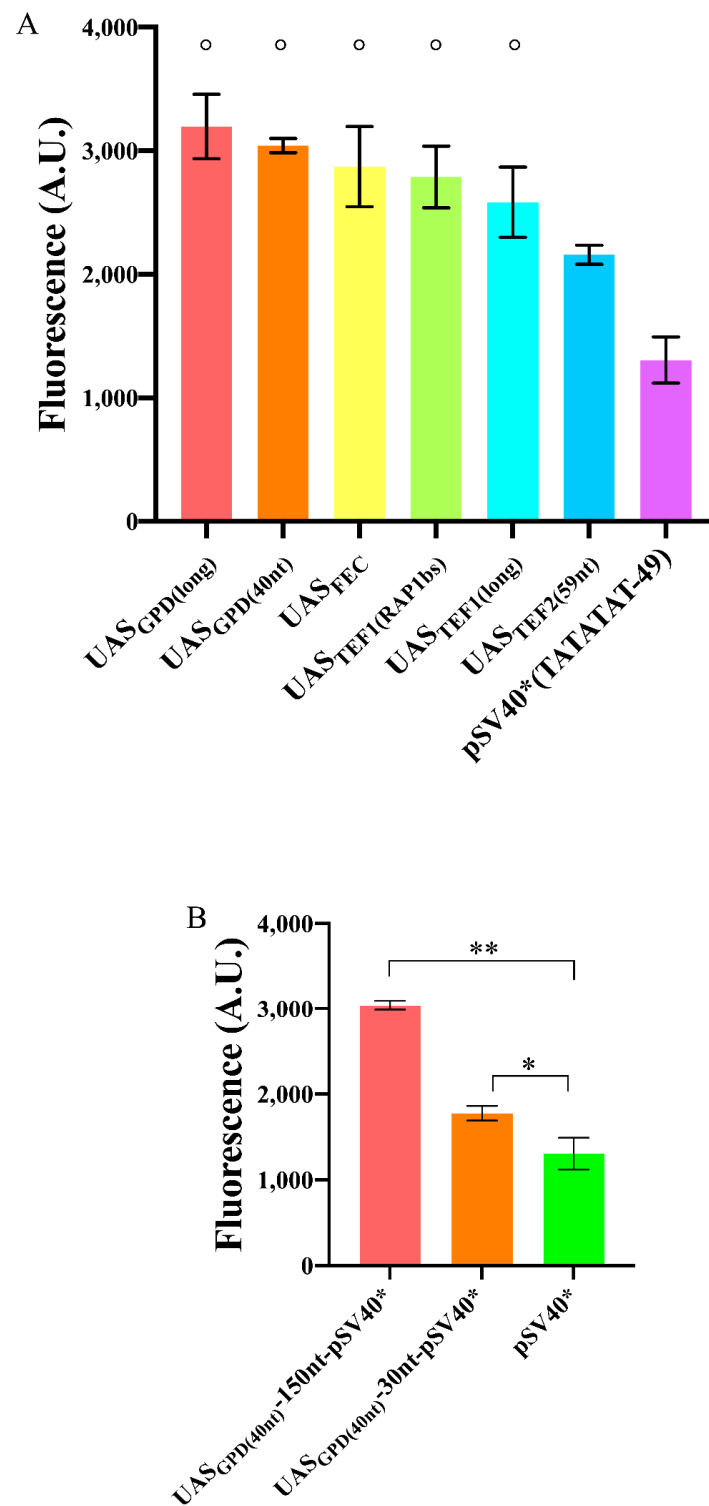 A
Fluorescence (A.U.)
4,000
3,000
2,000
1,000
0
UASGPD(long)
UASGPD(40nt)
UASFEC
UASTEF1(RAP1bs)
UASTEF1(long)
UASTEF2(59nt)
pSV40*(TATATAT-49)
B
Fluorescence (A.U.)
4,000
3,000
2,000
1,000
0
**
*
UASGPD(40nt)-150nt-pSV40*
UASGPD(40nt)-30nt-pSV40*
pSV40*